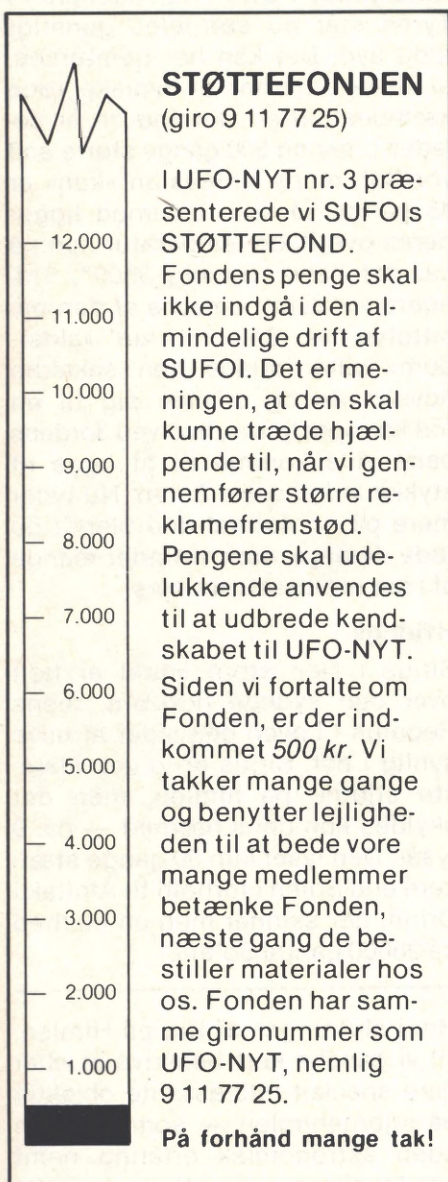 STØTTEFONDEN
(giro 9 11 77 25)
I UFO-NYT nr. 3 præ-
senterede vi SUFOIs
STØTTEFOND.
Fondens penge skal
ikke indgå i den al-
mindelige drift af
SUFOI. Det er me-
ningen, at den skal
kunne træde hjæl-
pende til, når vi gen-
nemfører større re-
klamefremstød.
Pengene skal ude-
lukkende anvendes
til at udbrede kend-
skabet til UFO-NYT.
Siden vi fortalte om
Fonden, er der ind-
kommet 500 kr. Vi
takker mange gange
og benytter lejlighe-
den til at bede vore
mange medlemmer
betænke Fonden,
næste gang de be-
stiller materialer hos
os. Fonden har sam-
me gironummer som
UFO-NYT, nemlig
9 11 77 25.
På forhånd mange tak!
12.000
11.000
10.000
9.000
8.000
7.000
6.000
5.000
4.000
3.000
2.000
1.000